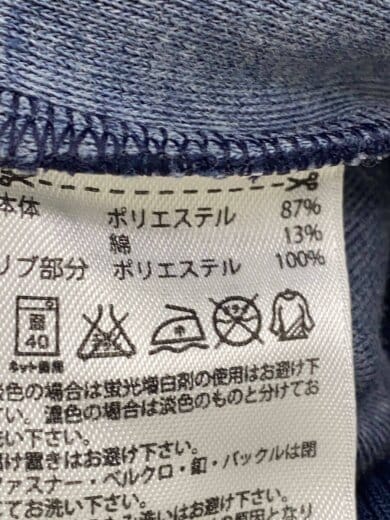 本体 ポリエステル 87%
綿 13%
リブ部分 ポリエステル 100%
40
ネット使用
淡色の場合は蛍光増白剤の使用はお避け下
さい。濃色の場合は淡色のものと分けてお
洗い下さい。
置きはお避け下さい。
ファスナー・ベルクロ・釦・バックルは閉
じてお洗い下さい。